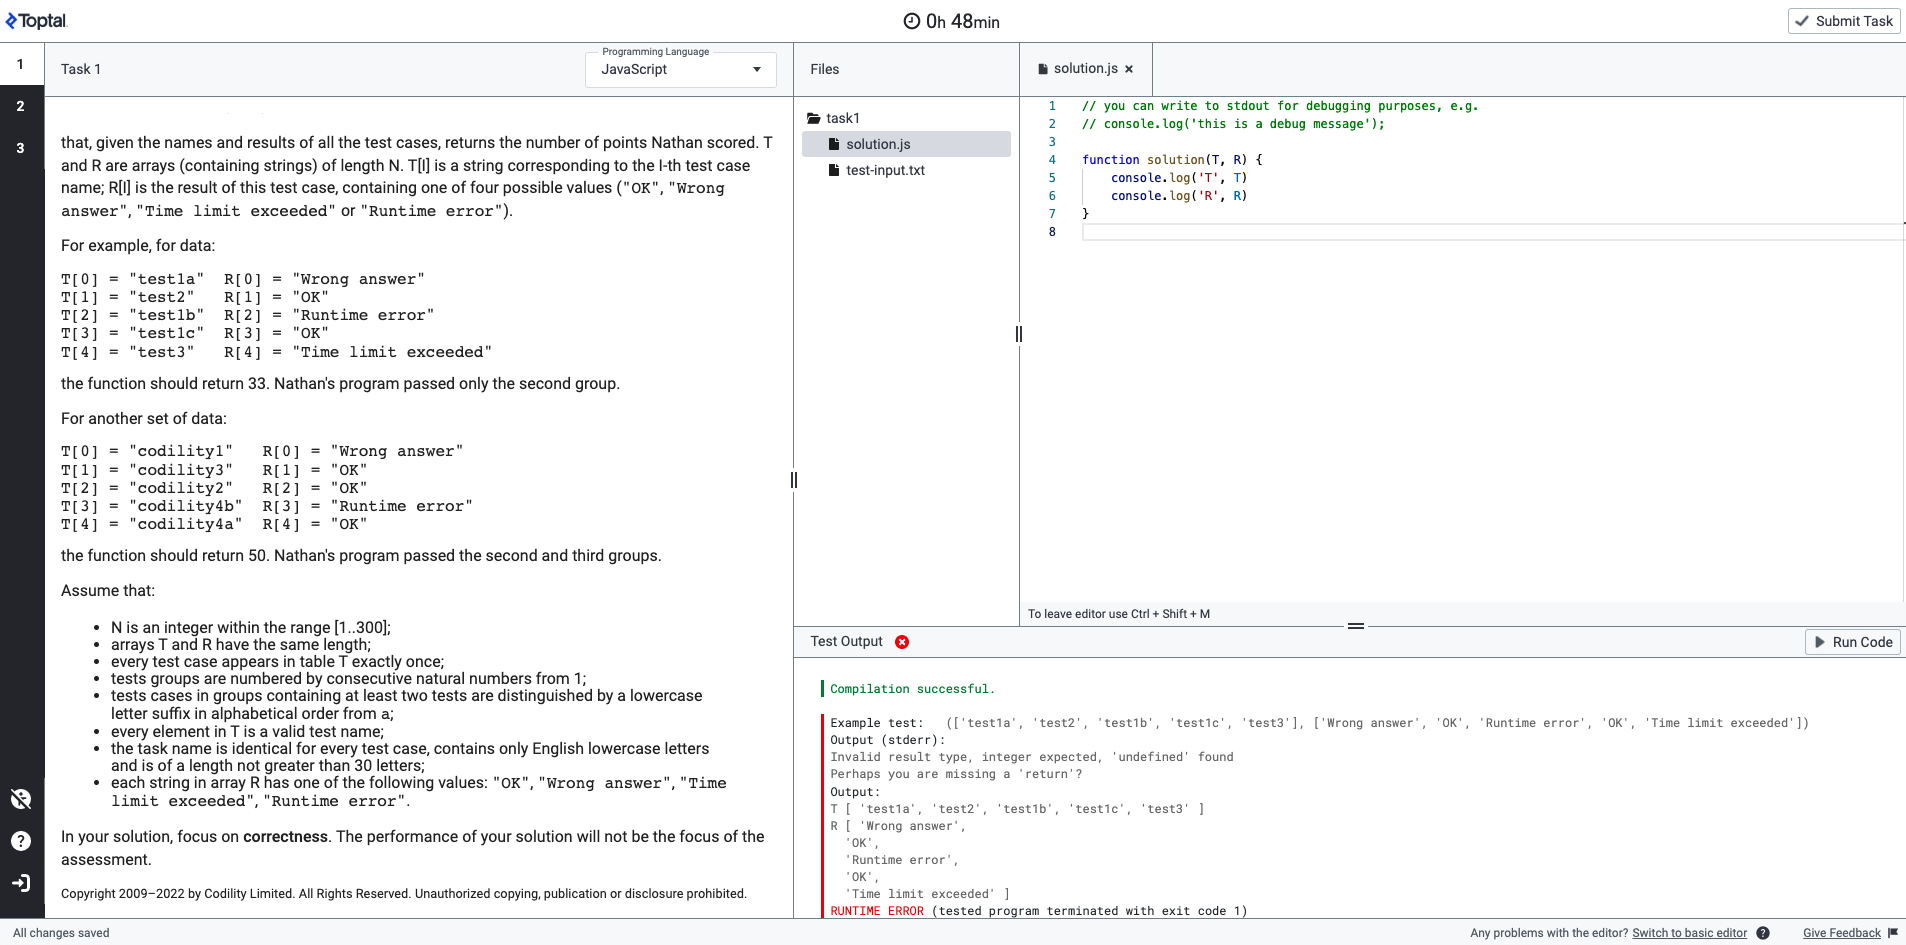 Toptal
0h 48min
Submit Task
1
2
3
Task 1
Programming Language
JavaScript
that, given the names and results of all the test cases, returns the number of points Nathan scored. T
and R are arrays (containing strings) of length N. T[I] is a string corresponding to the I-th test case
name; R[I] is the result of this test case, containing one of four possible values ("OK", "Wrong
answer", "Time limit exceeded" or "Runtime error").
For example, for data:
T[0] = "test1a"  R[0] = "Wrong answer"
T[1] = "test2"   R[1] = "OK"
T[2] = "test1b"  R[2] = "Runtime error"
T[3] = "test1c"  R[3] = "OK"
T[4] = "test3"   R[4] = "Time limit exceeded"
the function should return 33. Nathan's program passed only the second group.
For another set of data:
T[0] = "codility1"   R[0] = "Wrong answer"
T[1] = "codility3"   R[1] = "OK"
T[2] = "codility2"   R[2] = "OK"
T[3] = "codility4b"  R[3] = "Runtime error"
T[4] = "codility4a"  R[4] = "OK"
the function should return 50. Nathan's program passed the second and third groups.
Assume that:
• N is an integer within the range [1..300];
• arrays T and R have the same length;
• every test case appears in table T exactly once;
• tests groups are numbered by consecutive natural numbers from 1;
• tests cases in groups containing at least two tests are distinguished by a lowercase
letter suffix in alphabetical order from a;
• every element in T is a valid test name;
• the task name is identical for every test case, contains only English lowercase letters
and is of a length not greater than 30 letters;
• each string in array R has one of the following values: "OK", "Wrong answer", "Time
limit exceeded", "Runtime error".
In your solution, focus on correctness. The performance of your solution will not be the focus of the
assessment.
Copyright 2009–2022 by Codility Limited. All Rights Reserved. Unauthorized copying, publication or disclosure prohibited.
Files
task1
solution.js
test-input.txt
solution.js ×
1 // you can write to stdout for debugging purposes, e.g.
2 // console.log('this is a debug message');
3
4 function solution(T, R) {
5     console.log('T', T)
6     console.log('R', R)
7 }
8
To leave editor use Ctrl + Shift + M
Test Output
Run Code
Compilation successful.
Example test:   (['test1a', 'test2', 'test1b', 'test1c', 'test3'], ['Wrong answer', 'OK', 'Runtime error', 'OK', 'Time limit exceeded'])
Output (stderr):
Invalid result type, integer expected, 'undefined' found
Perhaps you are missing a 'return'?
Output:
T [ 'test1a', 'test2', 'test1b', 'test1c', 'test3' ]
R [ 'Wrong answer',
  'OK',
  'Runtime error',
  'OK',
  'Time limit exceeded' ]
RUNTIME ERROR (tested program terminated with exit code 1)
All changes saved
Any problems with the editor? Switch to basic editor ?
Give Feedback